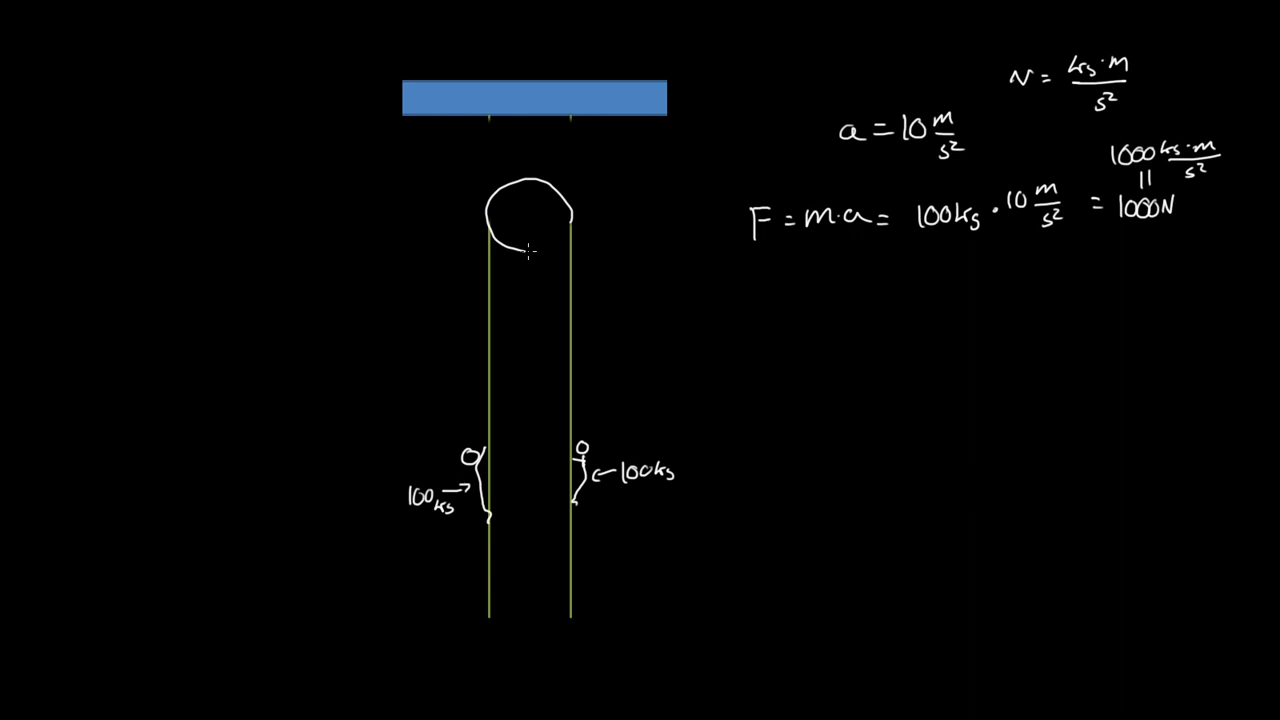 N = kg·m/s²
a = 10 m/s²
1000 kg·m/s²
||
F = m·a = 100kg · 10 m/s² = 1000N
100kg →
← 100kg